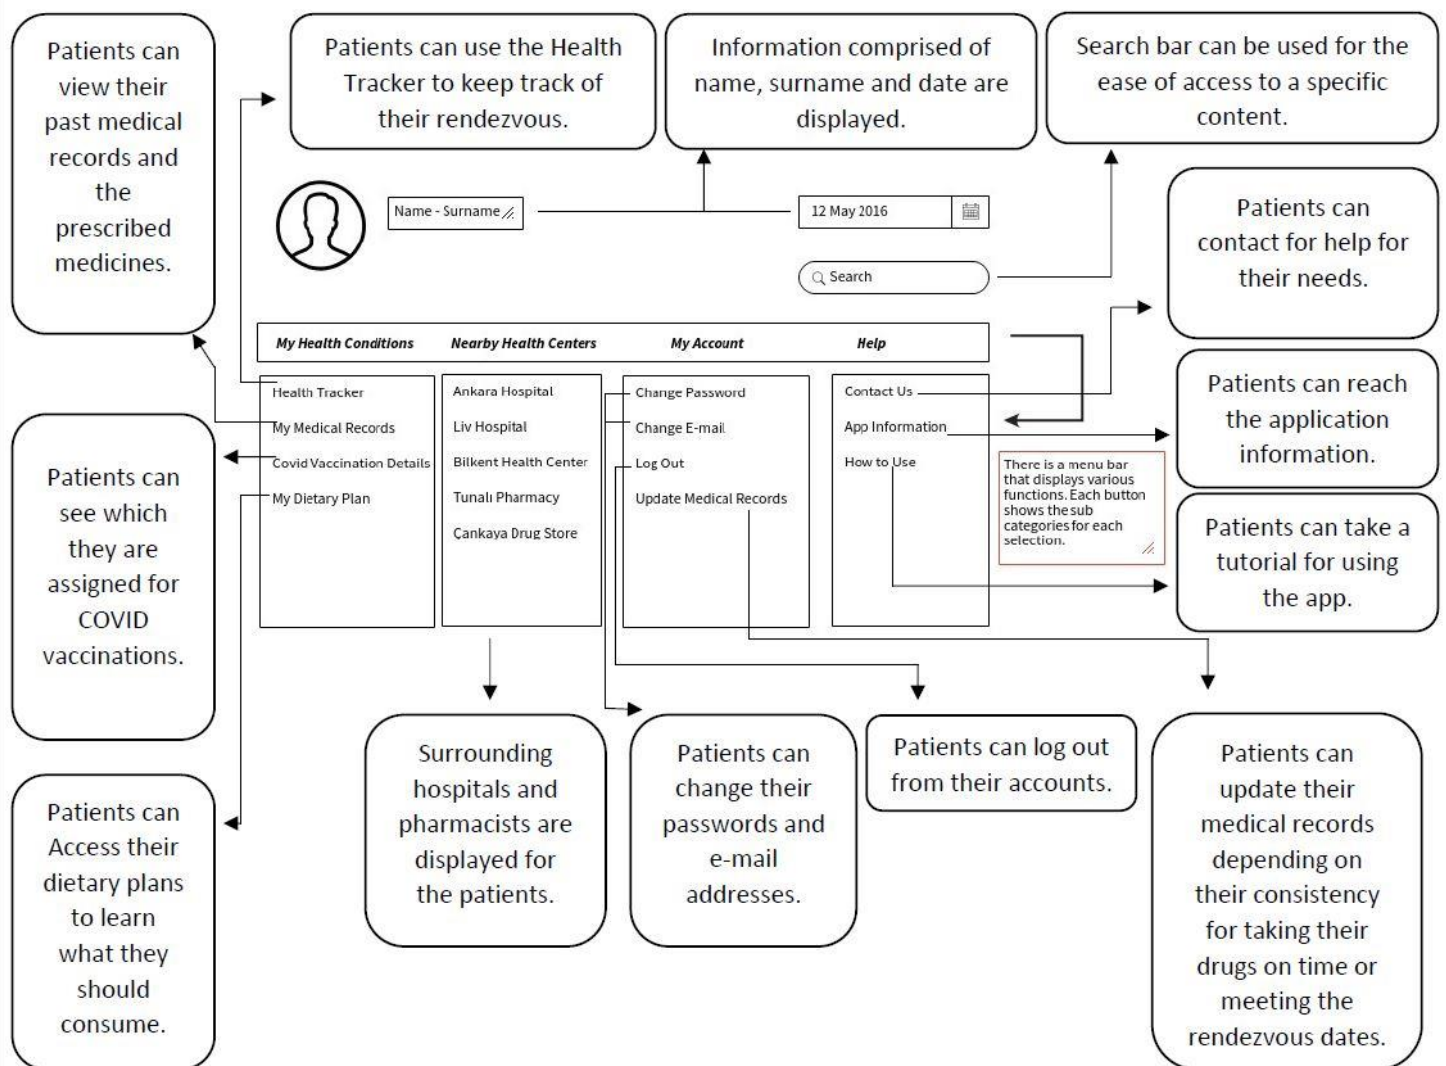 Patients can
view their
past medical
records and
the
prescribed
medicines.
Patients can use the Health
Tracker to keep track of
their rendezvous.
Information comprised of
name, surname and date are
displayed.
Search bar can be used for the
ease of access to a specific
content.
Name - Surname
12 May 2016
Search
Patients can
contact for help for
their needs.
My Health Conditions
Nearby Health Centers
My Account
Help
Health Tracker
My Medical Records
Covid Vaccination Details
My Dietary Plan
Ankara Hospital
Liv Hospital
Bilkent Health Center
Tunalı Pharmacy
Çankaya Drug Store
Change Password
Change E-mail
Log Out
Update Medical Records
Contact Us
App Information
How to Use
Patients can reach
the application
information.
There is a menu bar
that displays various
functions. Each button
shows the sub
categories for each
selection.
Patients can take a
tutorial for using
the app.
Patients can
see which
they are
assigned for
COVID
vaccinations.
Patients can
Access their
dietary plans
to learn
what they
should
consume.
Surrounding
hospitals and
pharmacists are
displayed for
the patients.
Patients can
change their
passwords and
e-mail
addresses.
Patients can log out
from their accounts.
Patients can
update their
medical records
depending on
their consistency
for taking their
drugs on time or
meeting the
rendezvous dates.